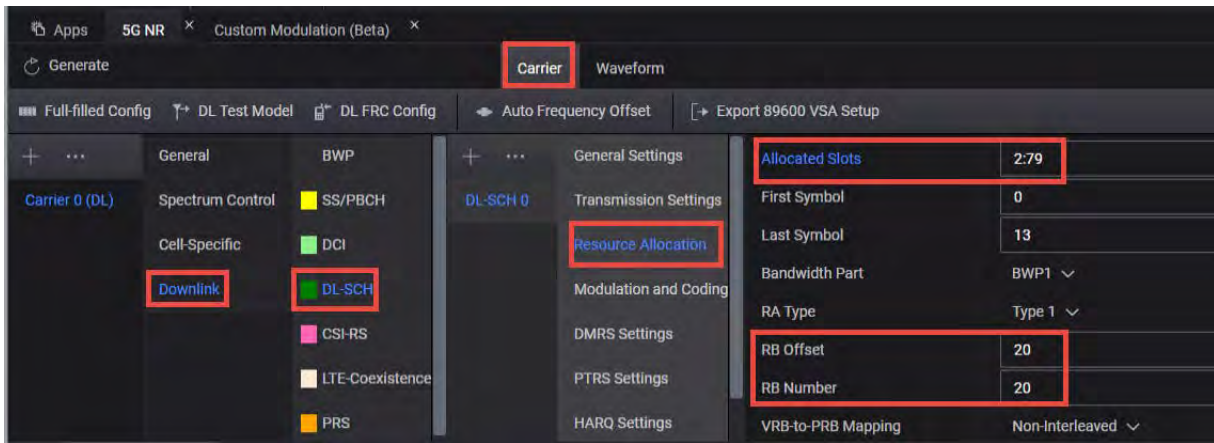 Apps 5G NR × Custom Modulation (Beta) ×
Generate Carrier Waveform
Full-filled Config DL Test Model DL FRC Config Auto Frequency Offset Export 89600 VSA Setup
+ ... General BWP + ... General Settings Allocated Slots 2:79
Carrier 0 (DL) Spectrum Control SS/PBCH DL-SCH 0 Transmission Settings First Symbol 0
Cell-Specific DCI Resource Allocation Last Symbol 13
Downlink DL-SCH Modulation and Coding Bandwidth Part BWP1
CSI-RS DMRS Settings RA Type Type 1
LTE-Coexistence PTRS Settings RB Offset 20
PRS HARQ Settings RB Number 20
VRB-to-PRB Mapping Non-Interleaved